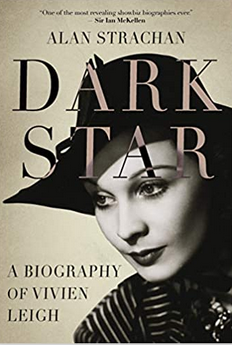 "One of the most revealing showbiz biographies ever."
— Sir Ian McKellen
ALAN STRACHAN
DARK
STAR
A BIOGRAPHY
OF VIVIEN
LEIGH